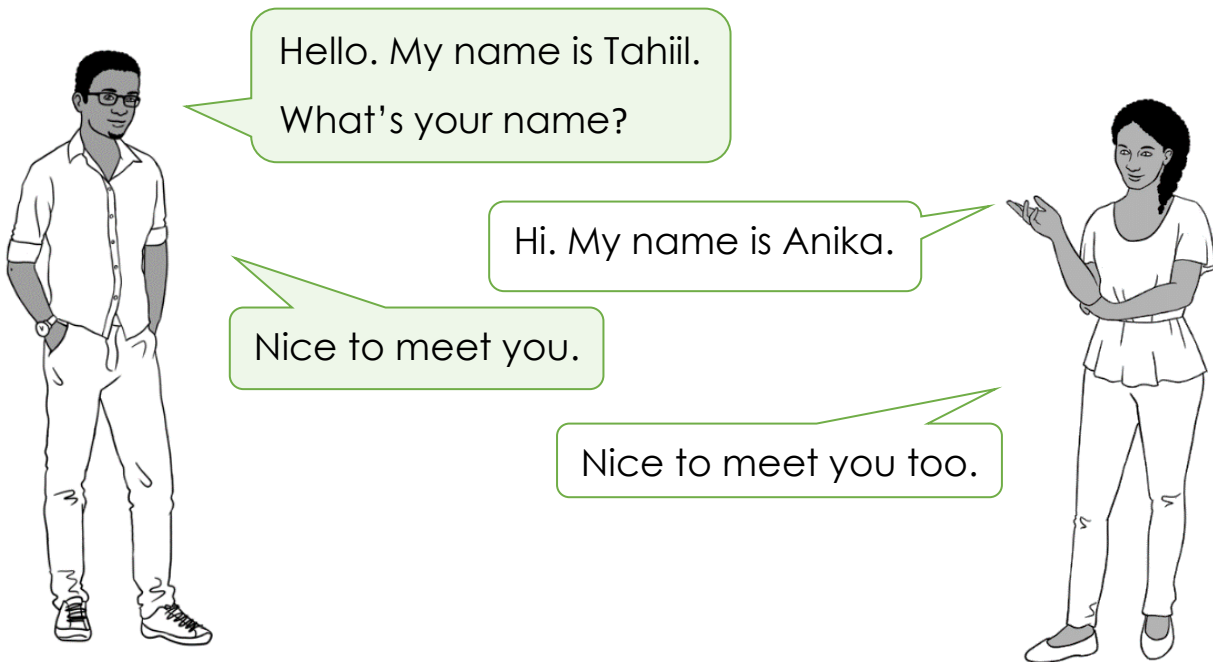 Hello. My name is Tahiil.
What’s your name?
Hi. My name is Anika.
Nice to meet you.
Nice to meet you too.